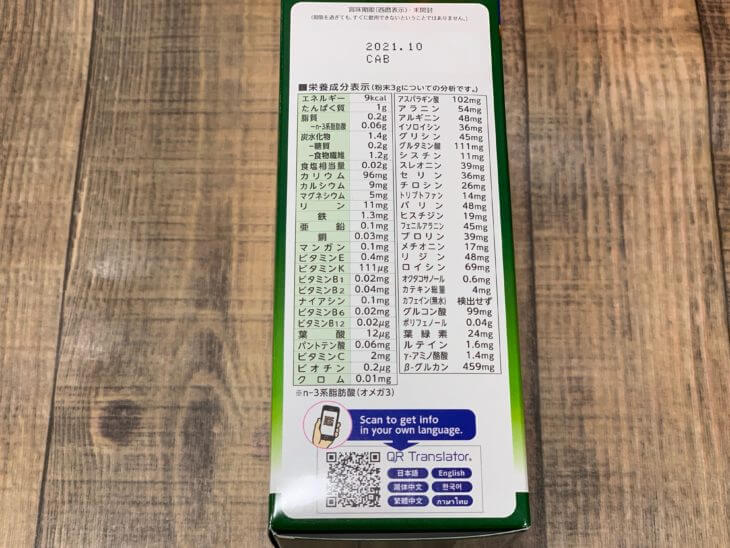 賞味期限(西暦表示)・未開封
(期限を過ぎても、すぐに飲用できないということではありません。)
2021.10
CAB
■栄養成分表示(粉末3gについての分析です。)
エネルギー 9kcal
たんぱく質 1g
脂質 0.2g
−n-3系脂肪酸 0.06g
炭水化物 1.4g
−糖質 0.2g
−食物繊維 1.2g
食塩相当量 0.02g
カリウム 96mg
カルシウム 9mg
マグネシウム 5mg
リン 11mg
鉄 1.3mg
亜鉛 0.1mg
銅 0.03mg
マンガン 0.1mg
ビタミンE 0.4mg
ビタミンK 111μg
ビタミンB1 0.02mg
ビタミンB2 0.04mg
ナイアシン 0.1mg
ビタミンB6 0.02mg
ビタミンB12 0.02μg
葉酸 12μg
パントテン酸 0.06mg
ビタミンC 2mg
ビオチン 0.2μg
クロム 0.01mg
アスパラギン酸 102mg
アラニン 54mg
アルギニン 48mg
イソロイシン 36mg
グリシン 45mg
グルタミン酸 111mg
シスチン 11mg
スレオニン 39mg
セリン 36mg
チロシン 26mg
トリプトファン 14mg
バリン 48mg
ヒスチジン 19mg
フェニルアラニン 45mg
プロリン 39mg
メチオニン 17mg
リジン 48mg
ロイシン 69mg
オクタコサノール 0.6mg
カテキン総量 4mg
カフェイン(無水) 検出せず
グルコン酸 99mg
ポリフェノール 0.04g
葉緑素 24mg
ルテイン 1.6mg
γ-アミノ酪酸 1.4mg
β-グルカン 459mg
※n-3系脂肪酸(オメガ3)
Scan to get info
in your own language.
QR Translator®
日本語 English
简体中文 한국어
繁體中文 ภาษาไทย